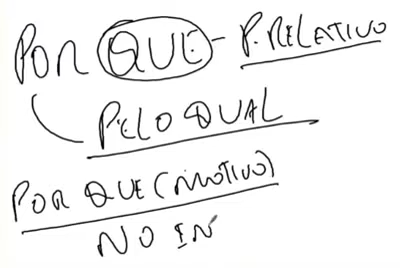 POR QUE - P. RELATIVO
PELO QUAL
POR QUE (MOTIVO)
NO IN